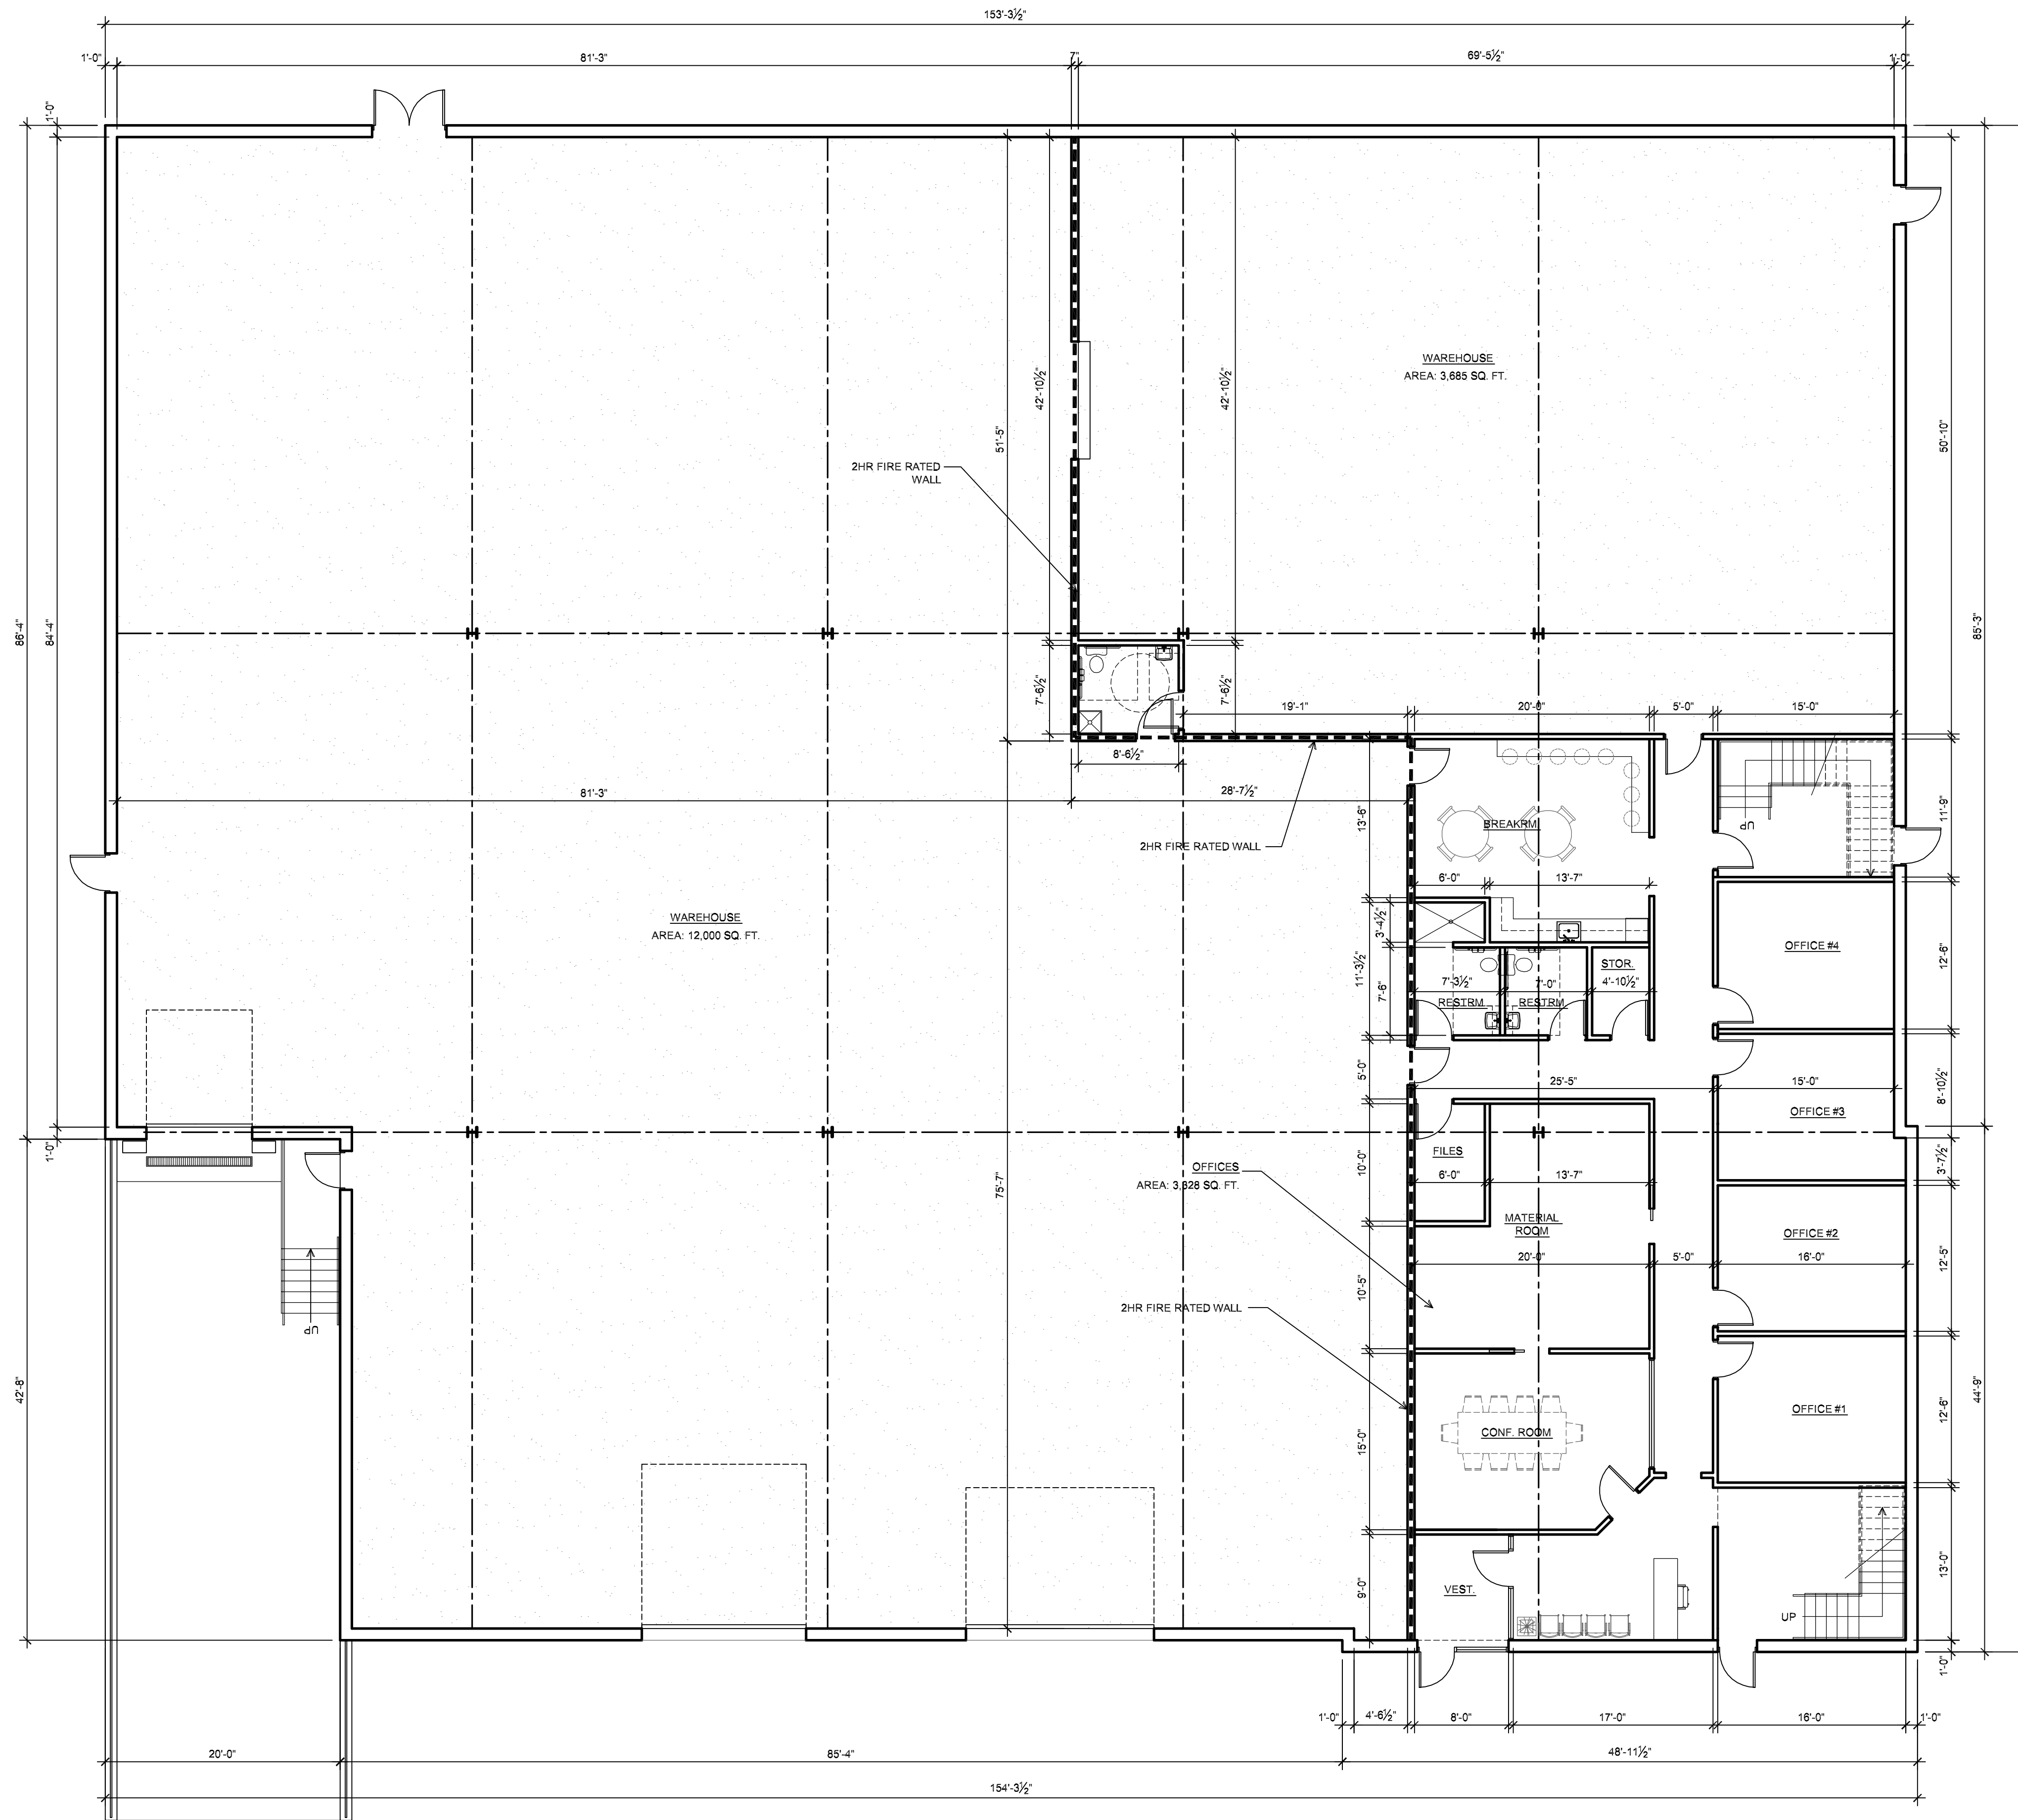 153'-3½"
1'-0"
81'-3"
7"
69'-5½"
1'-0"
1'-0"
86'-4"
84'-4"
1'-0"
42'-8"
51'-5"
42'-10½"
42'-10½"
WAREHOUSE
AREA: 3,685 SQ. FT.
50'-10"
85'-3"
2HR FIRE RATED
WALL
7'-6½"
7'-6½"
19'-1"
20'-0"
5'-0"
15'-0"
8'-6½"
81'-3"
28'-7½"
2HR FIRE RATED WALL
13'-6"
BREAKRM
UP
11'-9"
6'-0"
13'-7"
WAREHOUSE
AREA: 12,000 SQ. FT.
3'-4½"
11'-3½"
7'-6"
OFFICE #4
12'-6"
STOR.
7'-3½"
7'-0"
4'-10½"
RESTRM
RESTRM
5'-0"
25'-5"
15'-0"
OFFICE #3
8'-10½"
FILES
10'-0"
6'-0"
13'-7"
3'-7½"
OFFICES
AREA: 3,828 SQ. FT.
75'-7"
MATERIAL
ROOM
OFFICE #2
20'-0"
5'-0"
16'-0"
12'-5"
10'-5"
2HR FIRE RATED WALL
UP
44'-9"
OFFICE #1
12'-6"
CONF. ROOM
15'-0"
VEST.
9'-0"
UP
13'-0"
1'-0"
1'-0"
4'-6½"
8'-0"
17'-0"
16'-0"
1'-0"
20'-0"
85'-4"
48'-11½"
154'-3½"